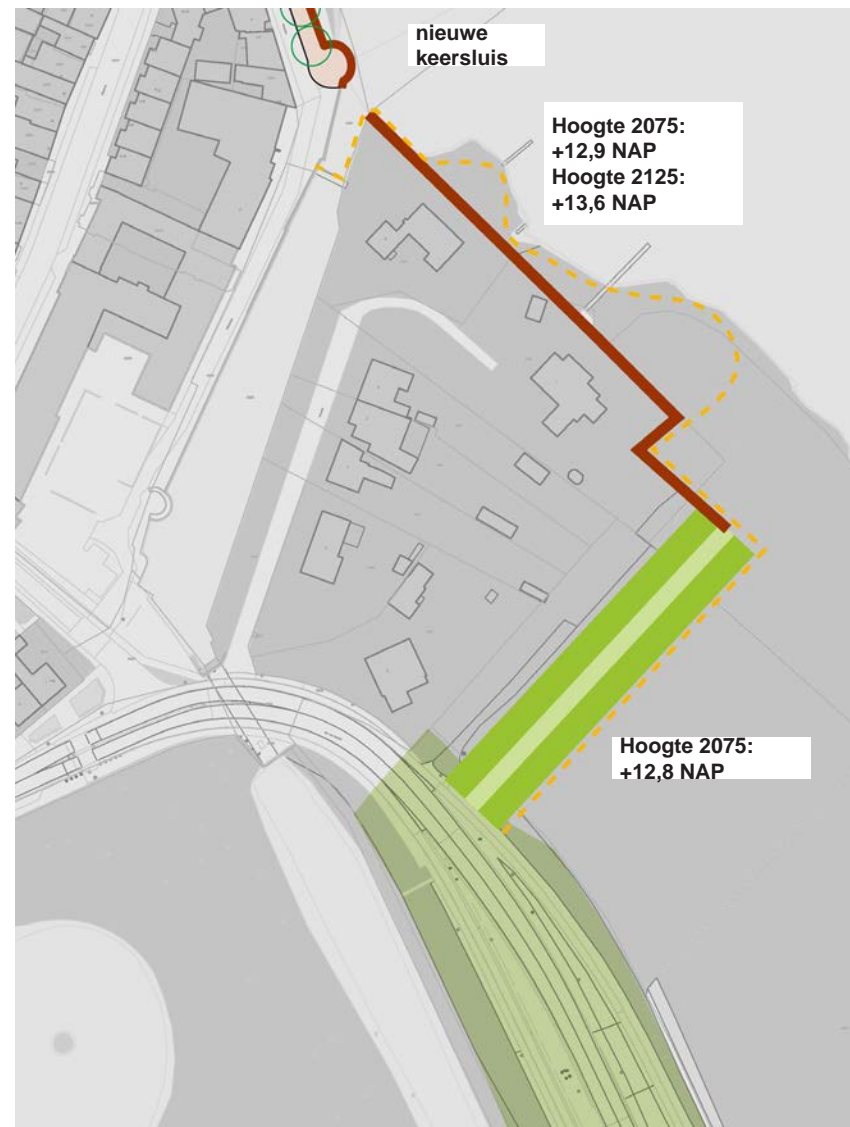 nieuwe
keersluis
Hoogte 2075:
+12,9 NAP
Hoogte 2125:
+13,6 NAP
Hoogte 2075:
+12,8 NAP